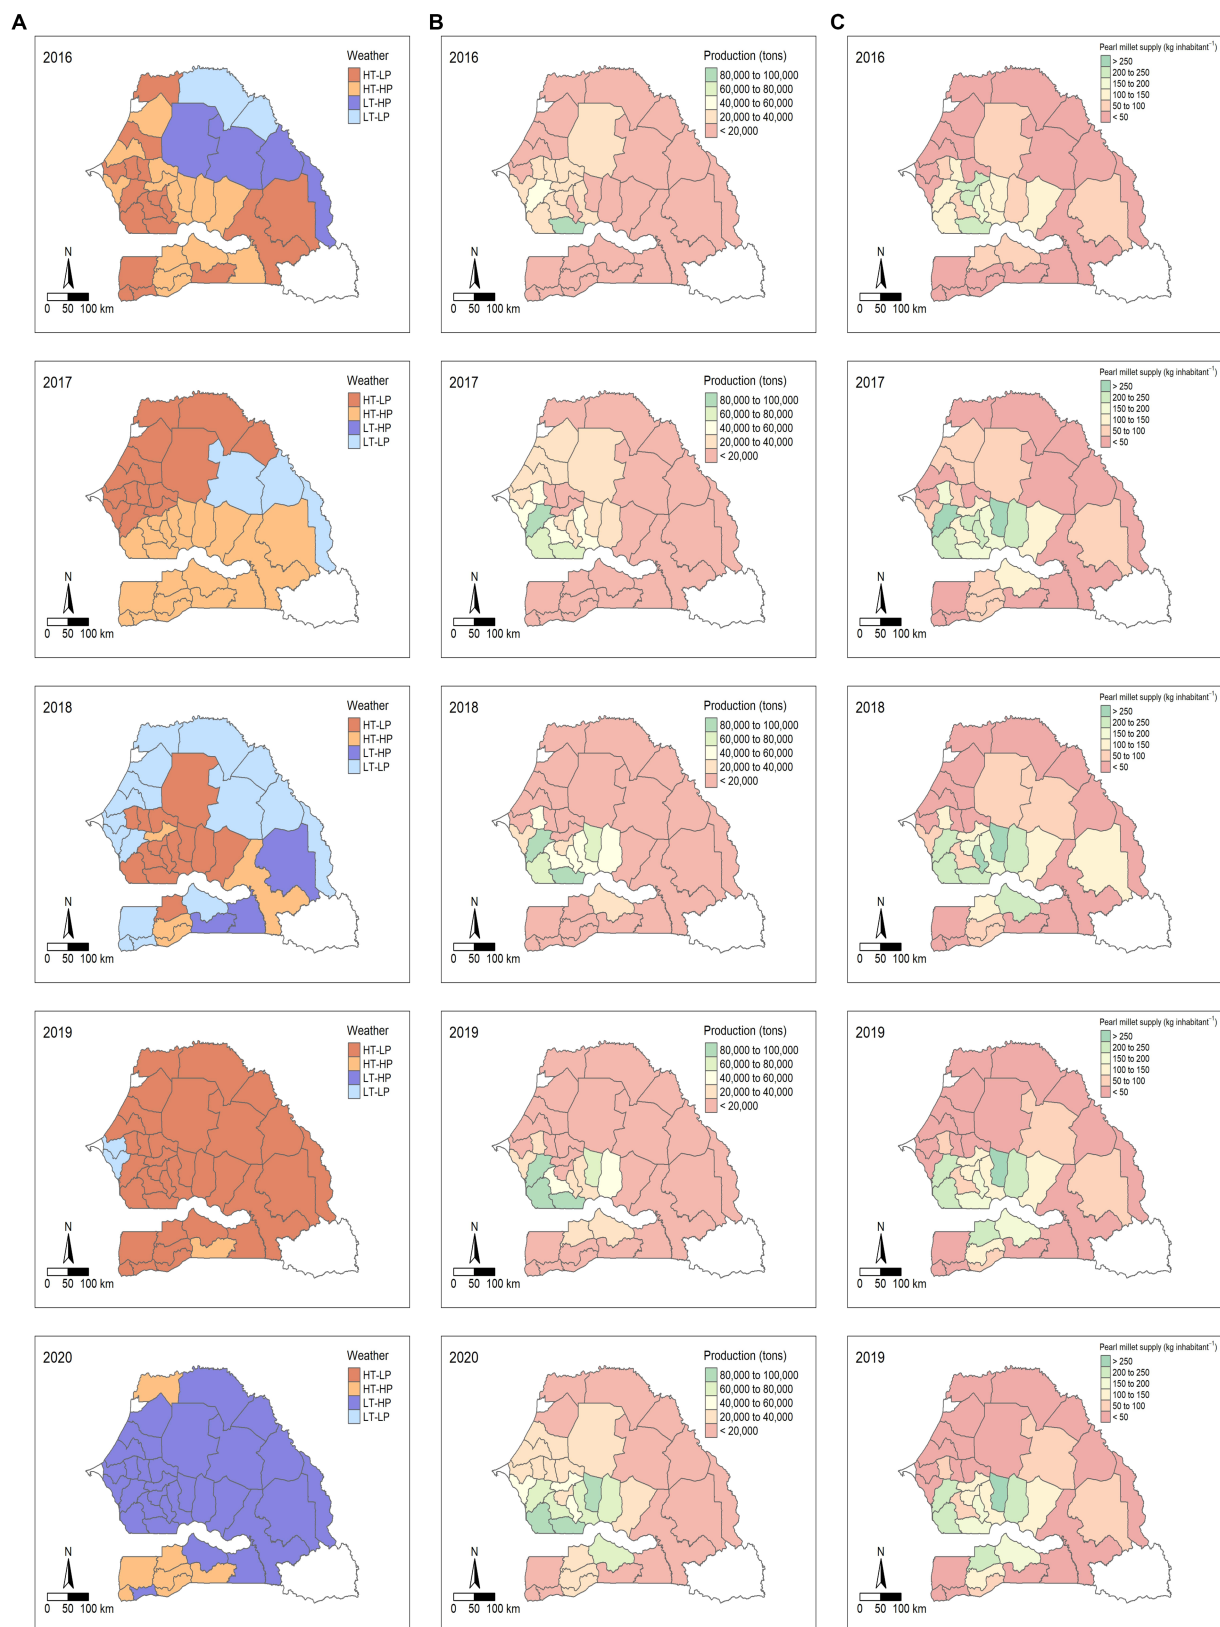 A
B
C
2016
Weather
HT-LP
HT-HP
LT-HP
LT-LP
N
0 50 100 km
2016
Production (tons)
80,000 to 100,000
60,000 to 80,000
40,000 to 60,000
20,000 to 40,000
< 20,000
N
0 50 100 km
2016
Pearl millet supply (kg inhabitant⁻¹)
> 250
200 to 250
100 to 150
50 to 100
< 50
N
0 50 100 km
2017
Weather
HT-LP
HT-HP
LT-HP
LT-LP
N
0 50 100 km
2017
Production (tons)
80,000 to 100,000
60,000 to 80,000
40,000 to 60,000
20,000 to 40,000
< 20,000
N
0 50 100 km
2017
Pearl millet supply (kg inhabitant⁻¹)
> 250
200 to 250
150 to 200
100 to 150
50 to 100
< 50
N
0 50 100 km
2018
Weather
HT-LP
HT-HP
LT-HP
LT-LP
N
0 50 100 km
2018
Production (tons)
80,000 to 100,000
60,000 to 80,000
40,000 to 60,000
20,000 to 40,000
< 20,000
N
0 50 100 km
2018
Pearl millet supply (kg inhabitant⁻¹)
> 250
200 to 250
150 to 200
100 to 150
50 to 100
< 50
N
0 50 100 km
2019
Weather
HT-LP
HT-HP
LT-HP
LT-LP
N
0 50 100 km
2019
Production (tons)
80,000 to 100,000
60,000 to 80,000
40,000 to 60,000
20,000 to 40,000
< 20,000
N
0 50 100 km
2019
Pearl millet supply (kg inhabitant⁻¹)
> 250
200 to 250
150 to 200
100 to 150
50 to 100
< 50
N
0 50 100 km
2020
Weather
HT-LP
HT-HP
LT-HP
LT-LP
N
0 50 100 km
2020
Production (tons)
80,000 to 100,000
60,000 to 80,000
40,000 to 60,000
20,000 to 40,000
< 20,000
N
0 50 100 km
2019
Pearl millet supply (kg inhabitant⁻¹)
> 250
200 to 250
150 to 200
100 to 150
50 to 100
< 50
N
0 50 100 km